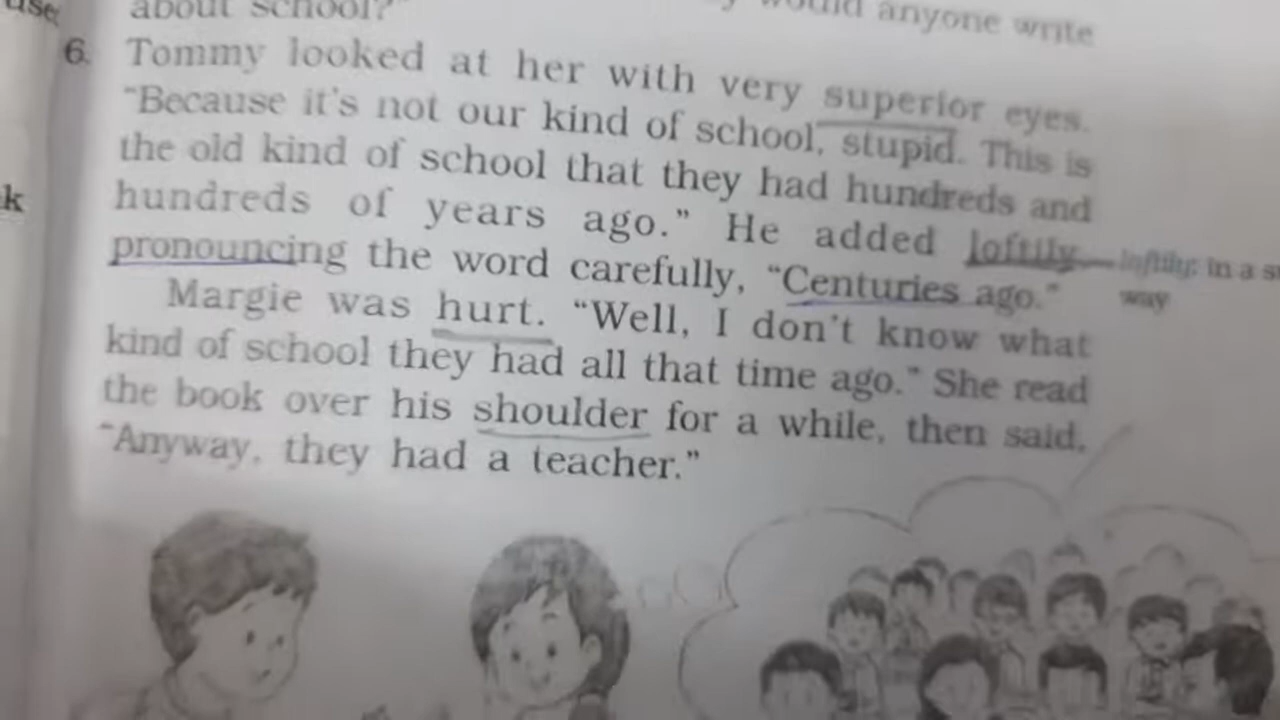 about school?"
would anyone write
6. Tommy looked at her with very superior eyes.
"Because it's not our kind of school, stupid. This is
the old kind of school that they had hundreds and
hundreds of years ago." He added loftily,
loftily: in a
pronouncing the word carefully, "Centuries ago."
way
Margie was hurt. "Well, I don't know what
kind of school they had all that time ago." She read
the book over his shoulder for a while, then said,
"Anyway, they had a teacher."